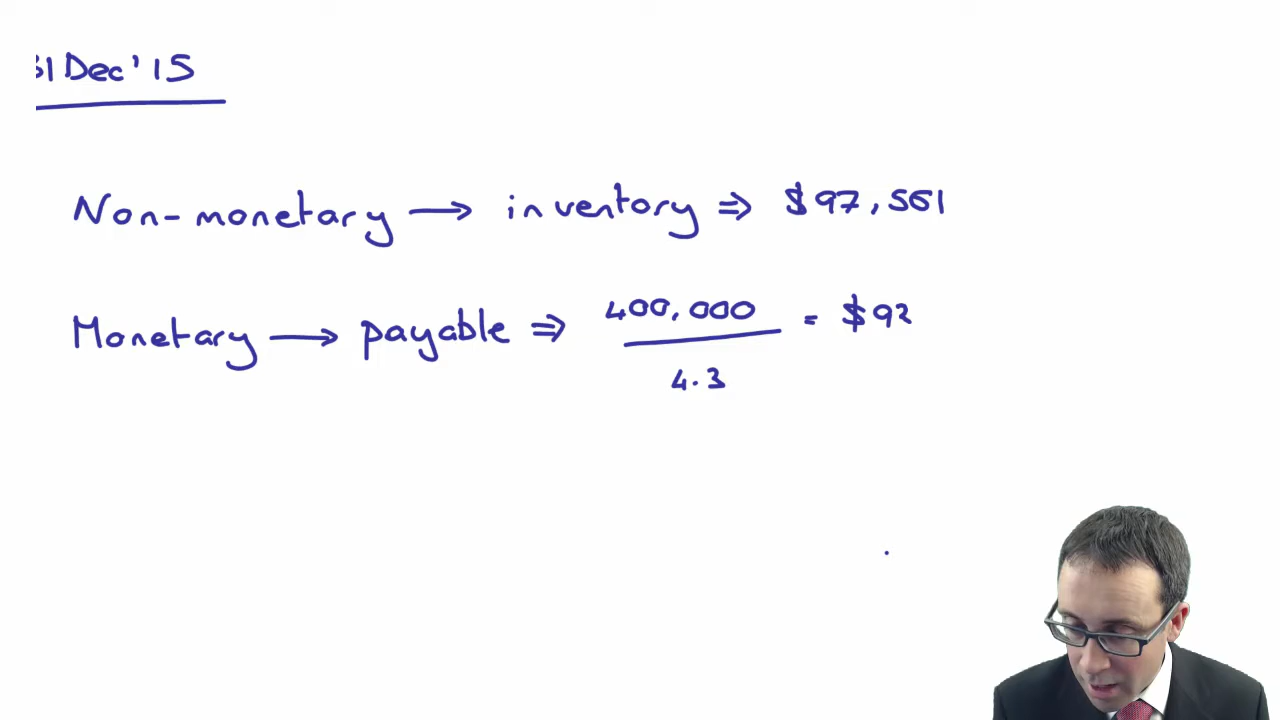 31 Dec '15
Non-monetary → inventory ⇒ $97,561
Monetary → payable ⇒ 400,000 / 4.3 = $93